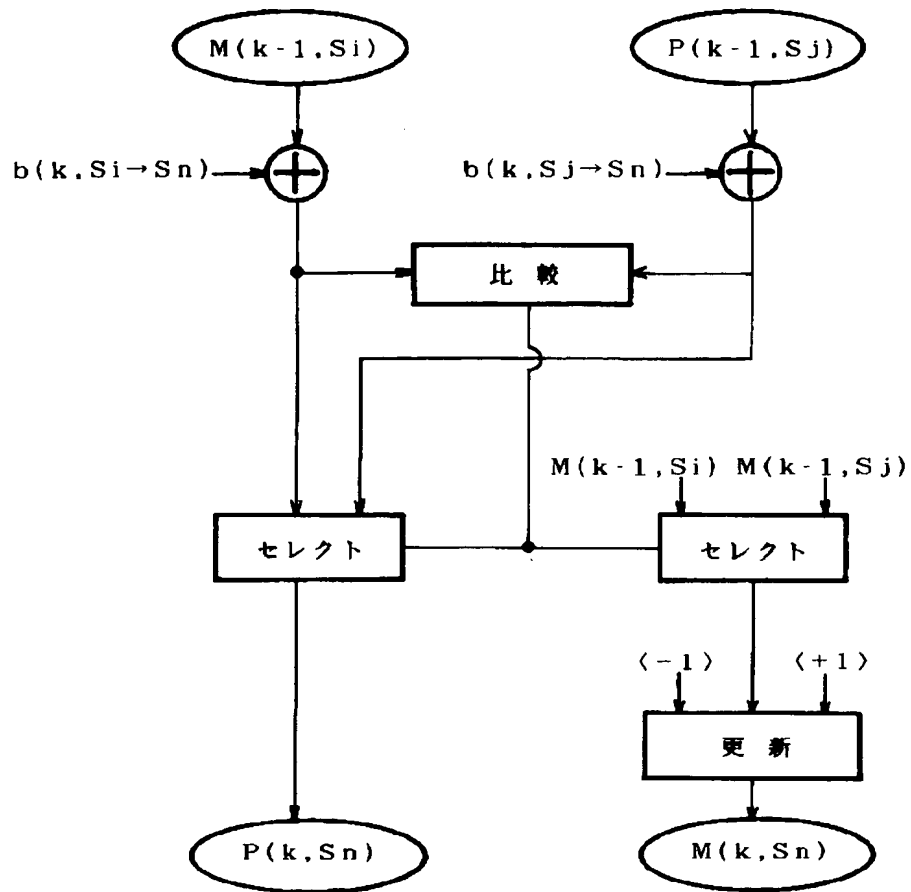 M(k-1,Si)
P(k-1,Sj)
b(k,Si→Sn)
b(k,Sj→Sn)
比較
M(k-1,Si) M(k-1,Sj)
セレクト
セレクト
〈-1〉
〈+1〉
更新
P(k,Sn)
M(k,Sn)